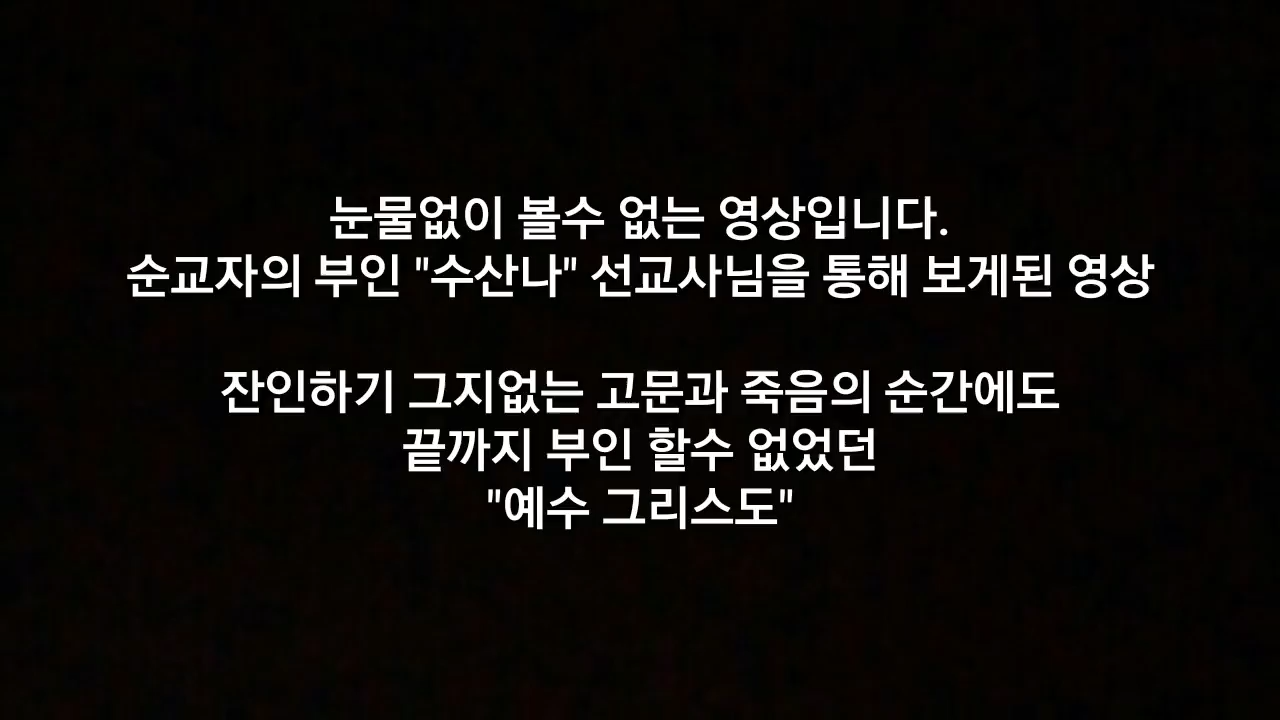 눈물없이 볼수 없는 영상입니다.
순교자의 부인 "수산나" 선교사님을 통해 보게된 영상
잔인하기 그지없는 고문과 죽음의 순간에도
끝까지 부인 할수 없었던
"예수 그리스도"